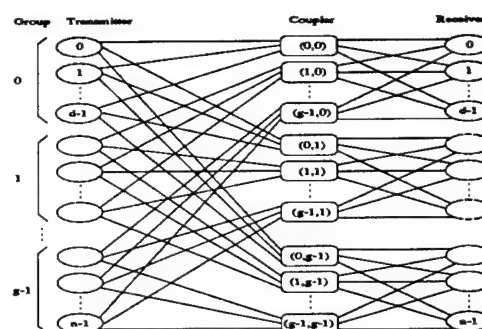 Group Transmitter Coupler Receiver
0 (0,0) 0
0 1 (1,0) 1
d-1 (g-1,0) d-1
(0,1)
1 (1,1)
(g-1,1)
(0,g-1)
g-1 (1,g-1)
n-1 (g-1,g-1) n-1